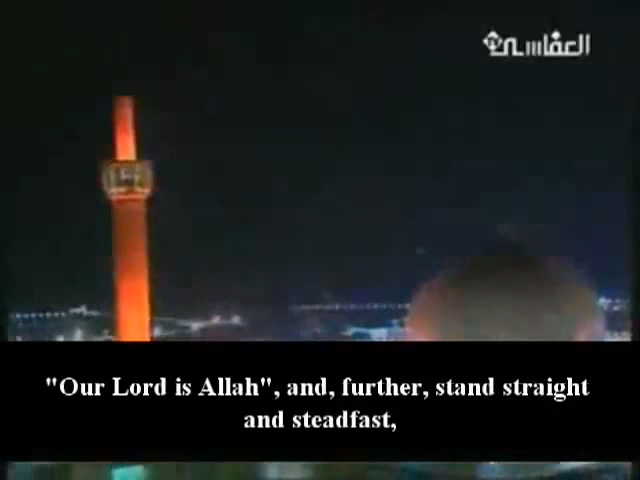 العفاسي
"Our Lord is Allah", and, further, stand straight
and steadfast,